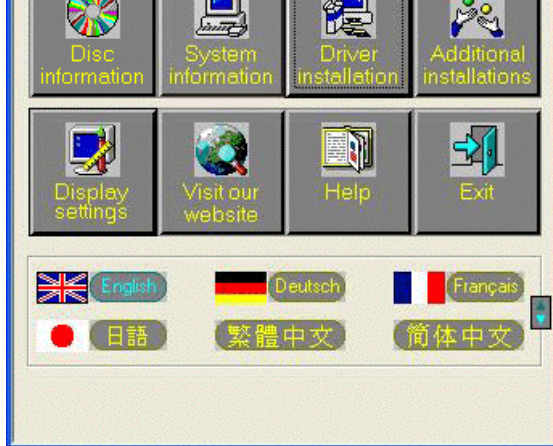 Disc information
System information
Driver installation
Additional installations
Display settings
Visit our website
Help
Exit
English
Deutsch
Français
日語
繁體中文
简体中文